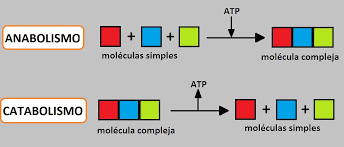 ATP
ANABOLISMO
+ +
moléculas simples
molécula compleja
ATP
CATABOLISMO
+ +
molécula compleja
moléculas simples